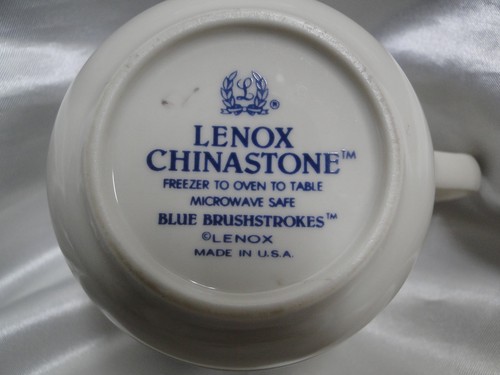 L ®
LENOX
CHINASTONE™
FREEZER TO OVEN TO TABLE
MICROWAVE SAFE
BLUE BRUSHSTROKES™
©LENOX
MADE IN U.S.A.